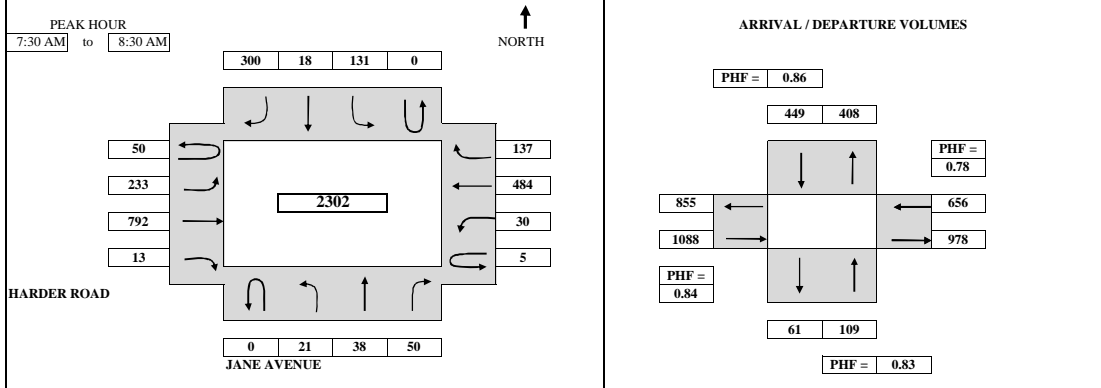 PEAK HOUR
7:30 AM to 8:30 AM
NORTH
300 18 131 0
50
233
792
13
2302
137
484
30
5
HARDER ROAD
0 21 38 50
JANE AVENUE
ARRIVAL / DEPARTURE VOLUMES
PHF = 0.86
449 408
PHF =
0.78
855 656
1088 978
PHF =
0.84
61 109
PHF = 0.83